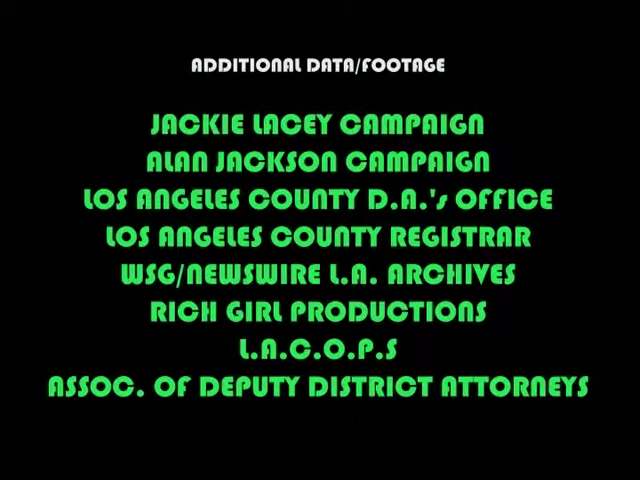 ADDITIONAL DATA/FOOTAGE
JACKIE LACEY CAMPAIGN
ALAN JACKSON CAMPAIGN
LOS ANGELES COUNTY D.A.'s OFFICE
LOS ANGELES COUNTY REGISTRAR
WSG/NEWSWIRE L.A. ARCHIVES
RICH GIRL PRODUCTIONS
L.A.C.O.P.S
ASSOC. OF DEPUTY DISTRICT ATTORNEYS